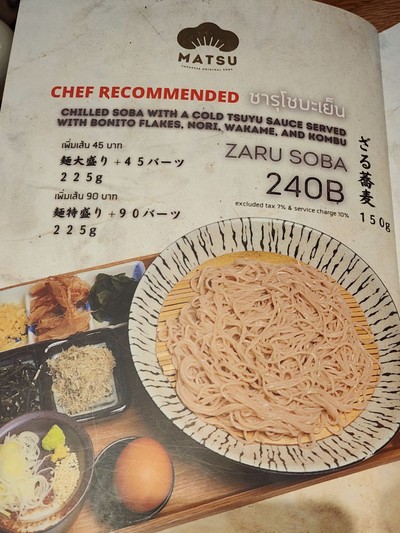 MATSU
JAPANESE ORIGINAL SOBA
CHEF RECOMMENDED ซารุโซบะเย็น
CHILLED SOBA WITH A COLD TSUYU SAUCE SERVED
WITH BONITO FLAKES, NORI, WAKAME, AND KOMBU
เพิ่มเส้น 45 บาท
麺大盛り+45バーツ
225g
เพิ่มเส้น 90 บาท
麺特盛り+90バーツ
225g
ZARU SOBA
240฿
excluded tax 7% & service charge 10%
ざる蕎麦
150g